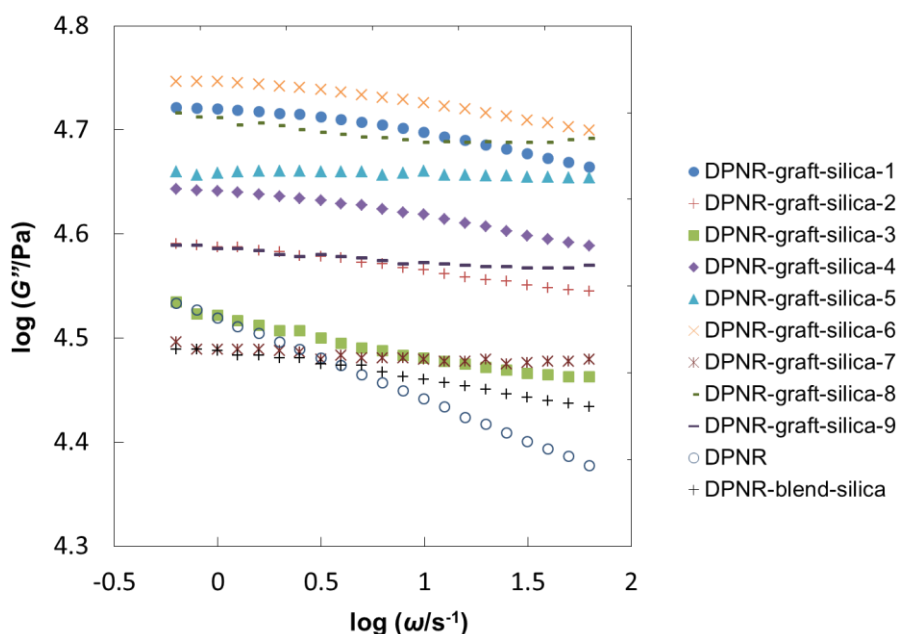 4.8
4.7
4.6
4.5
4.4
4.3
-0.5
0
0.5
1
1.5
2
log (G″/Pa)
log (ω/s⁻¹)
DPNR-graft-silica-1
DPNR-graft-silica-2
DPNR-graft-silica-3
DPNR-graft-silica-4
DPNR-graft-silica-5
DPNR-graft-silica-6
DPNR-graft-silica-7
DPNR-graft-silica-8
DPNR-graft-silica-9
DPNR
DPNR-blend-silica